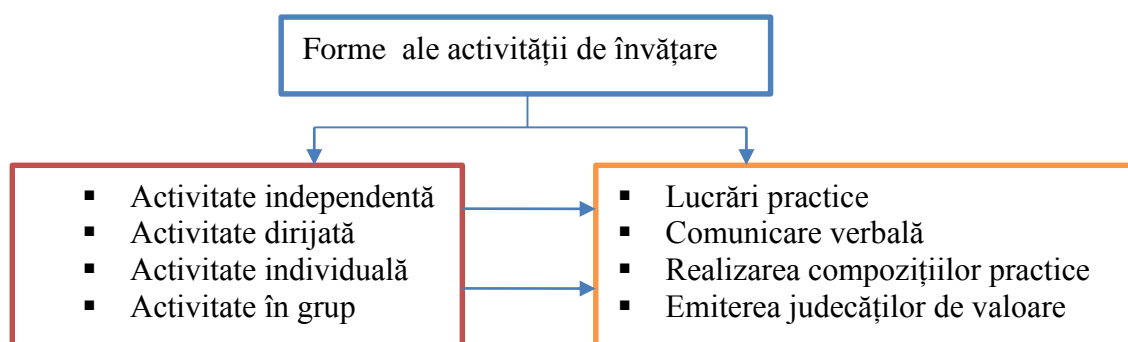 Forme ale activității de învățare
▪ Activitate independentă
▪ Activitate dirijată
▪ Activitate individuală
▪ Activitate în grup
▪ Lucrări practice
▪ Comunicare verbală
▪ Realizarea compozițiilor practice
▪ Emiterea judecăților de valoare